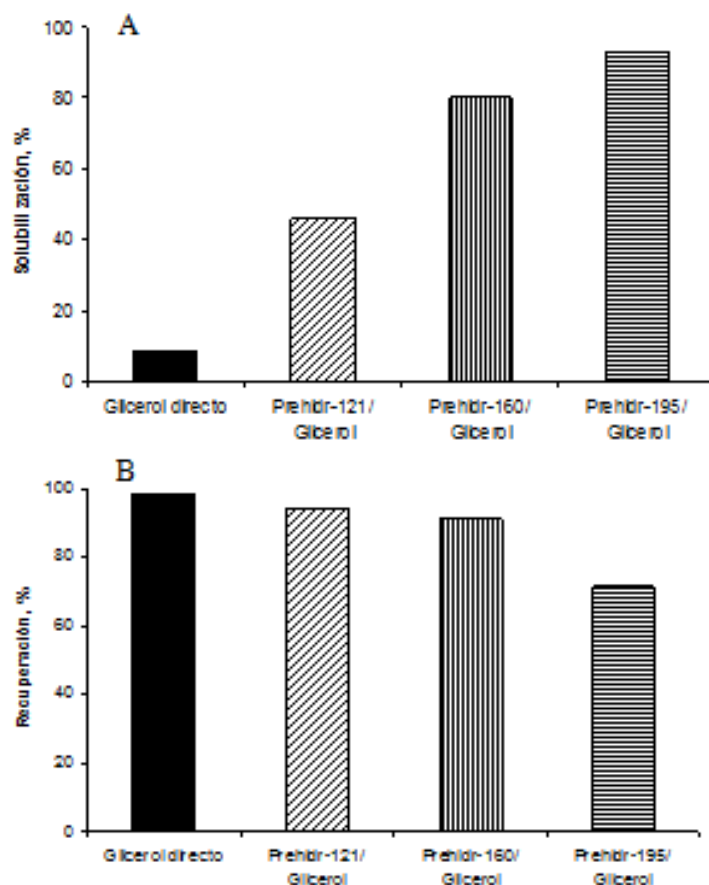 A
100
80
60
40
20
0
Solubilización, %
Glicerol directo
Prehidr-121/
Glicerol
Prehidr-160/
Glicerol
Prehidr-195/
Glicerol
B
100
80
60
40
20
0
Recuperación, %
Glicerol directo
Prehidr-121/
Glicerol
Prehidr-160/
Glicerol
Prehidr-195/
Glicerol